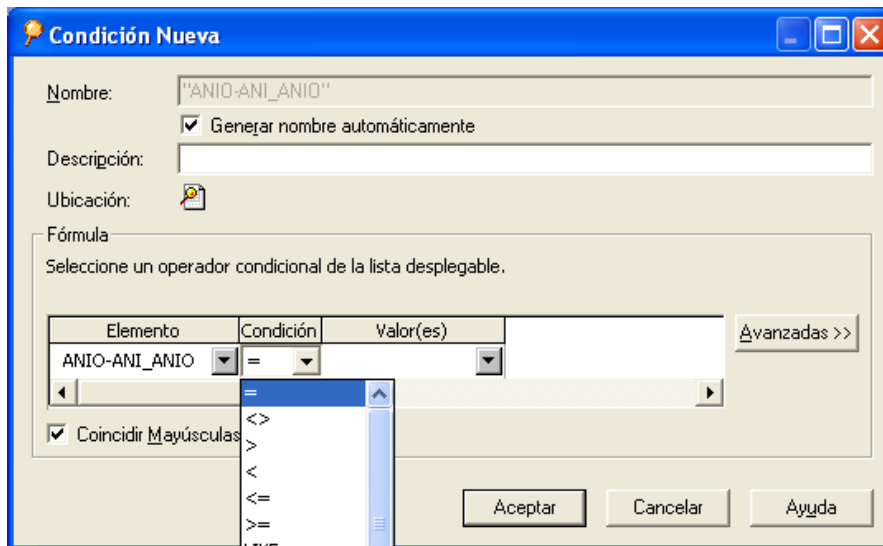 Condición Nueva
Nombre: "ANIO-ANI_ANIO"
Generar nombre automáticamente
Descripción:
Ubicación:
Fórmula
Seleccione un operador condicional de la lista desplegable.
Elemento Condición Valor(es)
Avanzadas >>
ANIO-ANI_ANIO =
=
<>
Coincidir Mayúsculas
>
<
<=
>=
LIKE
Aceptar Cancelar Ayuda